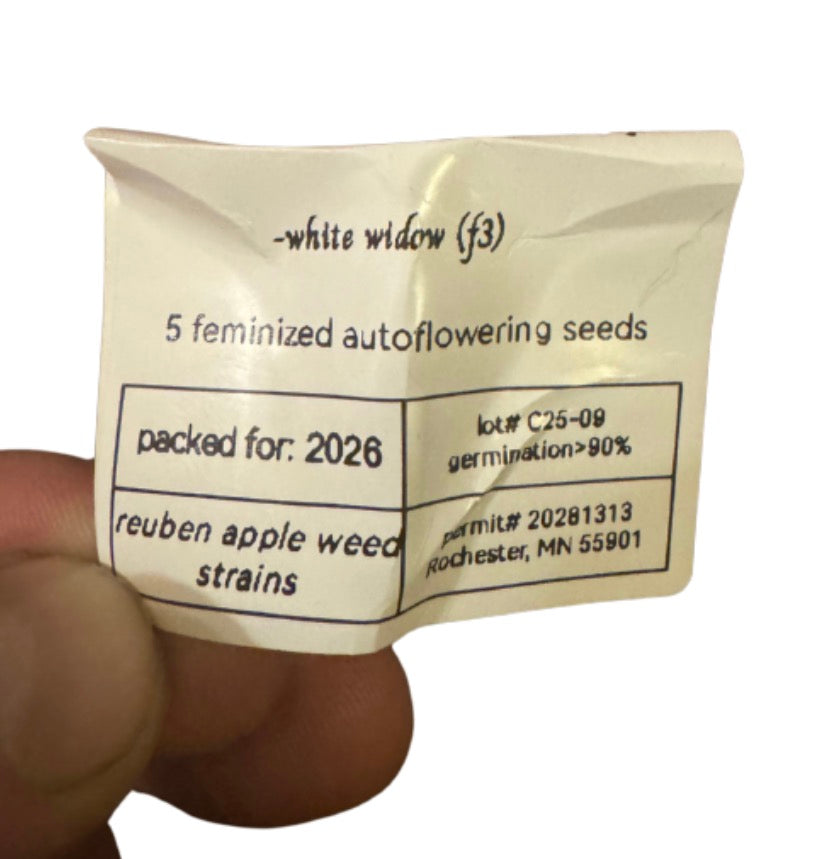 -white widow (f3)
5 feminized autoflowering seeds
packed for: 2026
lot# C25-09
germination>90%
reuben apple weed
strains
permit# 20281313
Rochester, MN 55901